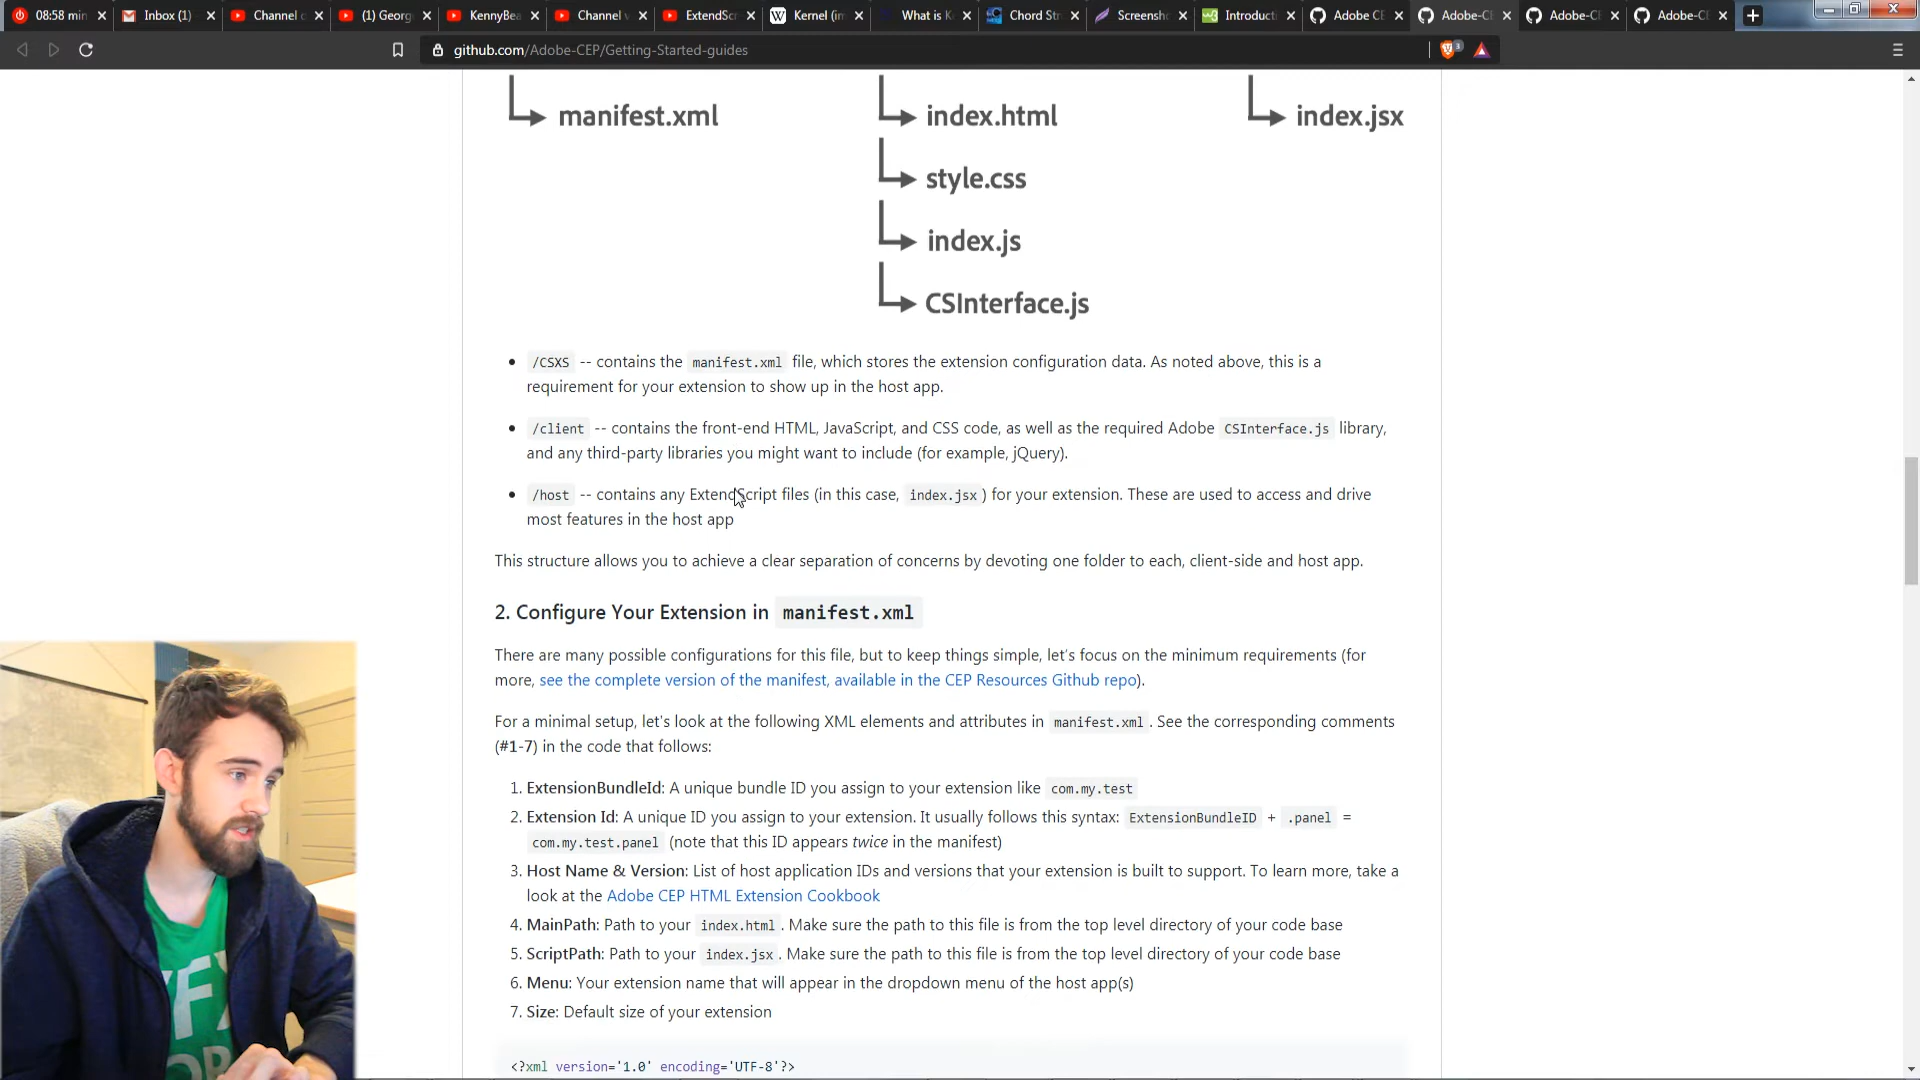 08:58 min
Inbox (1)
Channel c
(1) Georg
KennyBea
Channel v
ExtendScr
Kernel (in
What is K
Chord Str
Screensh
Introducti
Adobe CE
Adobe-CE
Adobe-CE
Adobe-CE
github.com/Adobe-CEP/Getting-Started-guides
manifest.xml
index.html
index.jsx
style.css
index.js
CSInterface.js
/CSXS -- contains the manifest.xml file, which stores the extension configuration data. As noted above, this is a
requirement for your extension to show up in the host app.
/client -- contains the front-end HTML, JavaScript, and CSS code, as well as the required Adobe CSInterface.js library,
and any third-party libraries you might want to include (for example, jQuery).
/host -- contains any ExtendScript files (in this case, index.jsx) for your extension. These are used to access and drive
most features in the host app
This structure allows you to achieve a clear separation of concerns by devoting one folder to each, client-side and host app.
2. Configure Your Extension in manifest.xml
There are many possible configurations for this file, but to keep things simple, let's focus on the minimum requirements (for
more, see the complete version of the manifest, available in the CEP Resources Github repo).
For a minimal setup, let's look at the following XML elements and attributes in manifest.xml. See the corresponding comments
(#1-7) in the code that follows:
1. ExtensionBundleId: A unique bundle ID you assign to your extension like com.my.test
2. Extension Id: A unique ID you assign to your extension. It usually follows this syntax: ExtensionBundleID + .panel =
com.my.test.panel (note that this ID appears twice in the manifest)
3. Host Name & Version: List of host application IDs and versions that your extension is built to support. To learn more, take a
look at the Adobe CEP HTML Extension Cookbook
4. MainPath: Path to your index.html. Make sure the path to this file is from the top level directory of your code base
5. ScriptPath: Path to your index.jsx. Make sure the path to this file is from the top level directory of your code base
6. Menu: Your extension name that will appear in the dropdown menu of the host app(s)
7. Size: Default size of your extension
<?xml version='1.0' encoding='UTF-8'?>